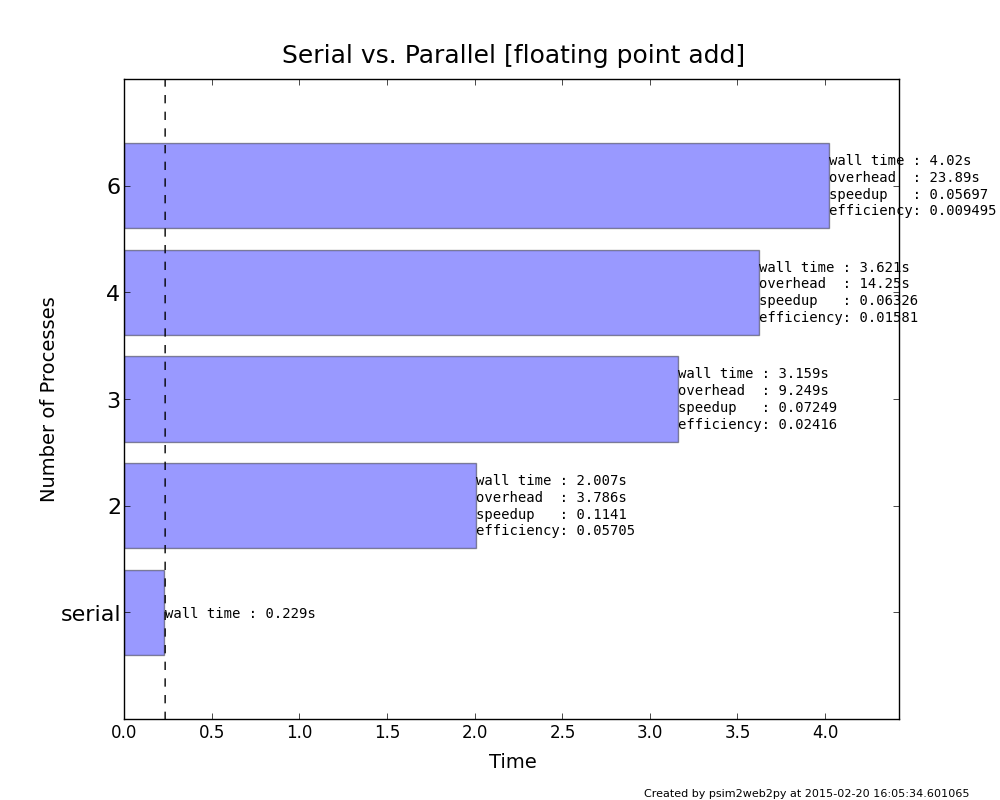 Serial vs. Parallel [floating point add]
Number of Processes
6
wall time : 4.02s
overhead  : 23.89s
speedup   : 0.05697
efficiency: 0.009495
4
wall time : 3.621s
overhead  : 14.25s
speedup   : 0.06326
efficiency: 0.01581
3
wall time : 3.159s
overhead  : 9.249s
speedup   : 0.07249
efficiency: 0.02416
2
wall time : 2.007s
overhead  : 3.786s
speedup   : 0.1141
efficiency: 0.05705
serial
wall time : 0.229s
0.0 0.5 1.0 1.5 2.0 2.5 3.0 3.5 4.0
Time
Created by psim2web2py at 2015-02-20 16:05:34.601065